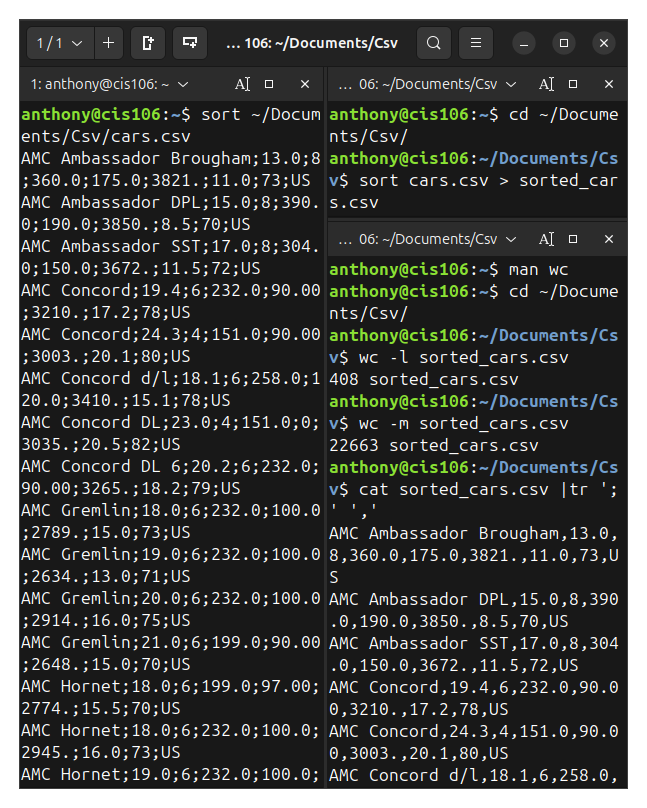 1 / 1
... 106: ~/Documents/Csv
1: anthony@cis106: ~
anthony@cis106:~$ sort ~/Docum
ents/Csv/cars.csv
AMC Ambassador Brougham;13.0;8
;360.0;175.0;3821.;11.0;73;US
AMC Ambassador DPL;15.0;8;390.
0;190.0;3850.;8.5;70;US
AMC Ambassador SST;17.0;8;304.
0;150.0;3672.;11.5;72;US
AMC Concord;19.4;6;232.0;90.00
;3210.;17.2;78;US
AMC Concord;24.3;4;151.0;90.00
;3003.;20.1;80;US
AMC Concord d/l;18.1;6;258.0;1
20.0;3410.;15.1;78;US
AMC Concord DL;23.0;4;151.0;0;
3035.;20.5;82;US
AMC Concord DL 6;20.2;6;232.0;
90.00;3265.;18.2;79;US
AMC Gremlin;18.0;6;232.0;100.0
;2789.;15.0;73;US
AMC Gremlin;19.0;6;232.0;100.0
;2634.;13.0;71;US
AMC Gremlin;20.0;6;232.0;100.0
;2914.;16.0;75;US
AMC Gremlin;21.0;6;199.0;90.00
;2648.;15.0;70;US
AMC Hornet;18.0;6;199.0;97.00;
2774.;15.5;70;US
AMC Hornet;18.0;6;232.0;100.0;
2945.;16.0;73;US
AMC Hornet;19.0;6;232.0;100.0;
... 06: ~/Documents/Csv
anthony@cis106:~$ cd ~/Docume
nts/Csv/
anthony@cis106:~/Documents/Cs
v$ sort cars.csv > sorted_car
s.csv
... 06: ~/Documents/Csv
anthony@cis106:~$ man wc
anthony@cis106:~$ cd ~/Docume
nts/Csv/
anthony@cis106:~/Documents/Cs
v$ wc -l sorted_cars.csv
408 sorted_cars.csv
anthony@cis106:~/Documents/Cs
v$ wc -m sorted_cars.csv
22663 sorted_cars.csv
anthony@cis106:~/Documents/Cs
v$ cat sorted_cars.csv |tr ';
' ','
AMC Ambassador Brougham,13.0,
8,360.0,175.0,3821.,11.0,73,U
S
AMC Ambassador DPL,15.0,8,390
.0,190.0,3850.,8.5,70,US
AMC Ambassador SST,17.0,8,304
.0,150.0,3672.,11.5,72,US
AMC Concord,19.4,6,232.0,90.0
0,3210.,17.2,78,US
AMC Concord,24.3,4,151.0,90.0
0,3003.,20.1,80,US
AMC Concord d/l,18.1,6,258.0,